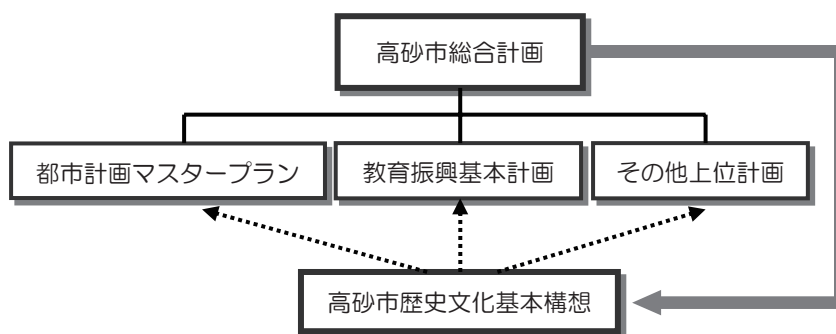 高砂市総合計画
都市計画マスタープラン
教育振興基本計画
その他上位計画
高砂市歴史文化基本構想